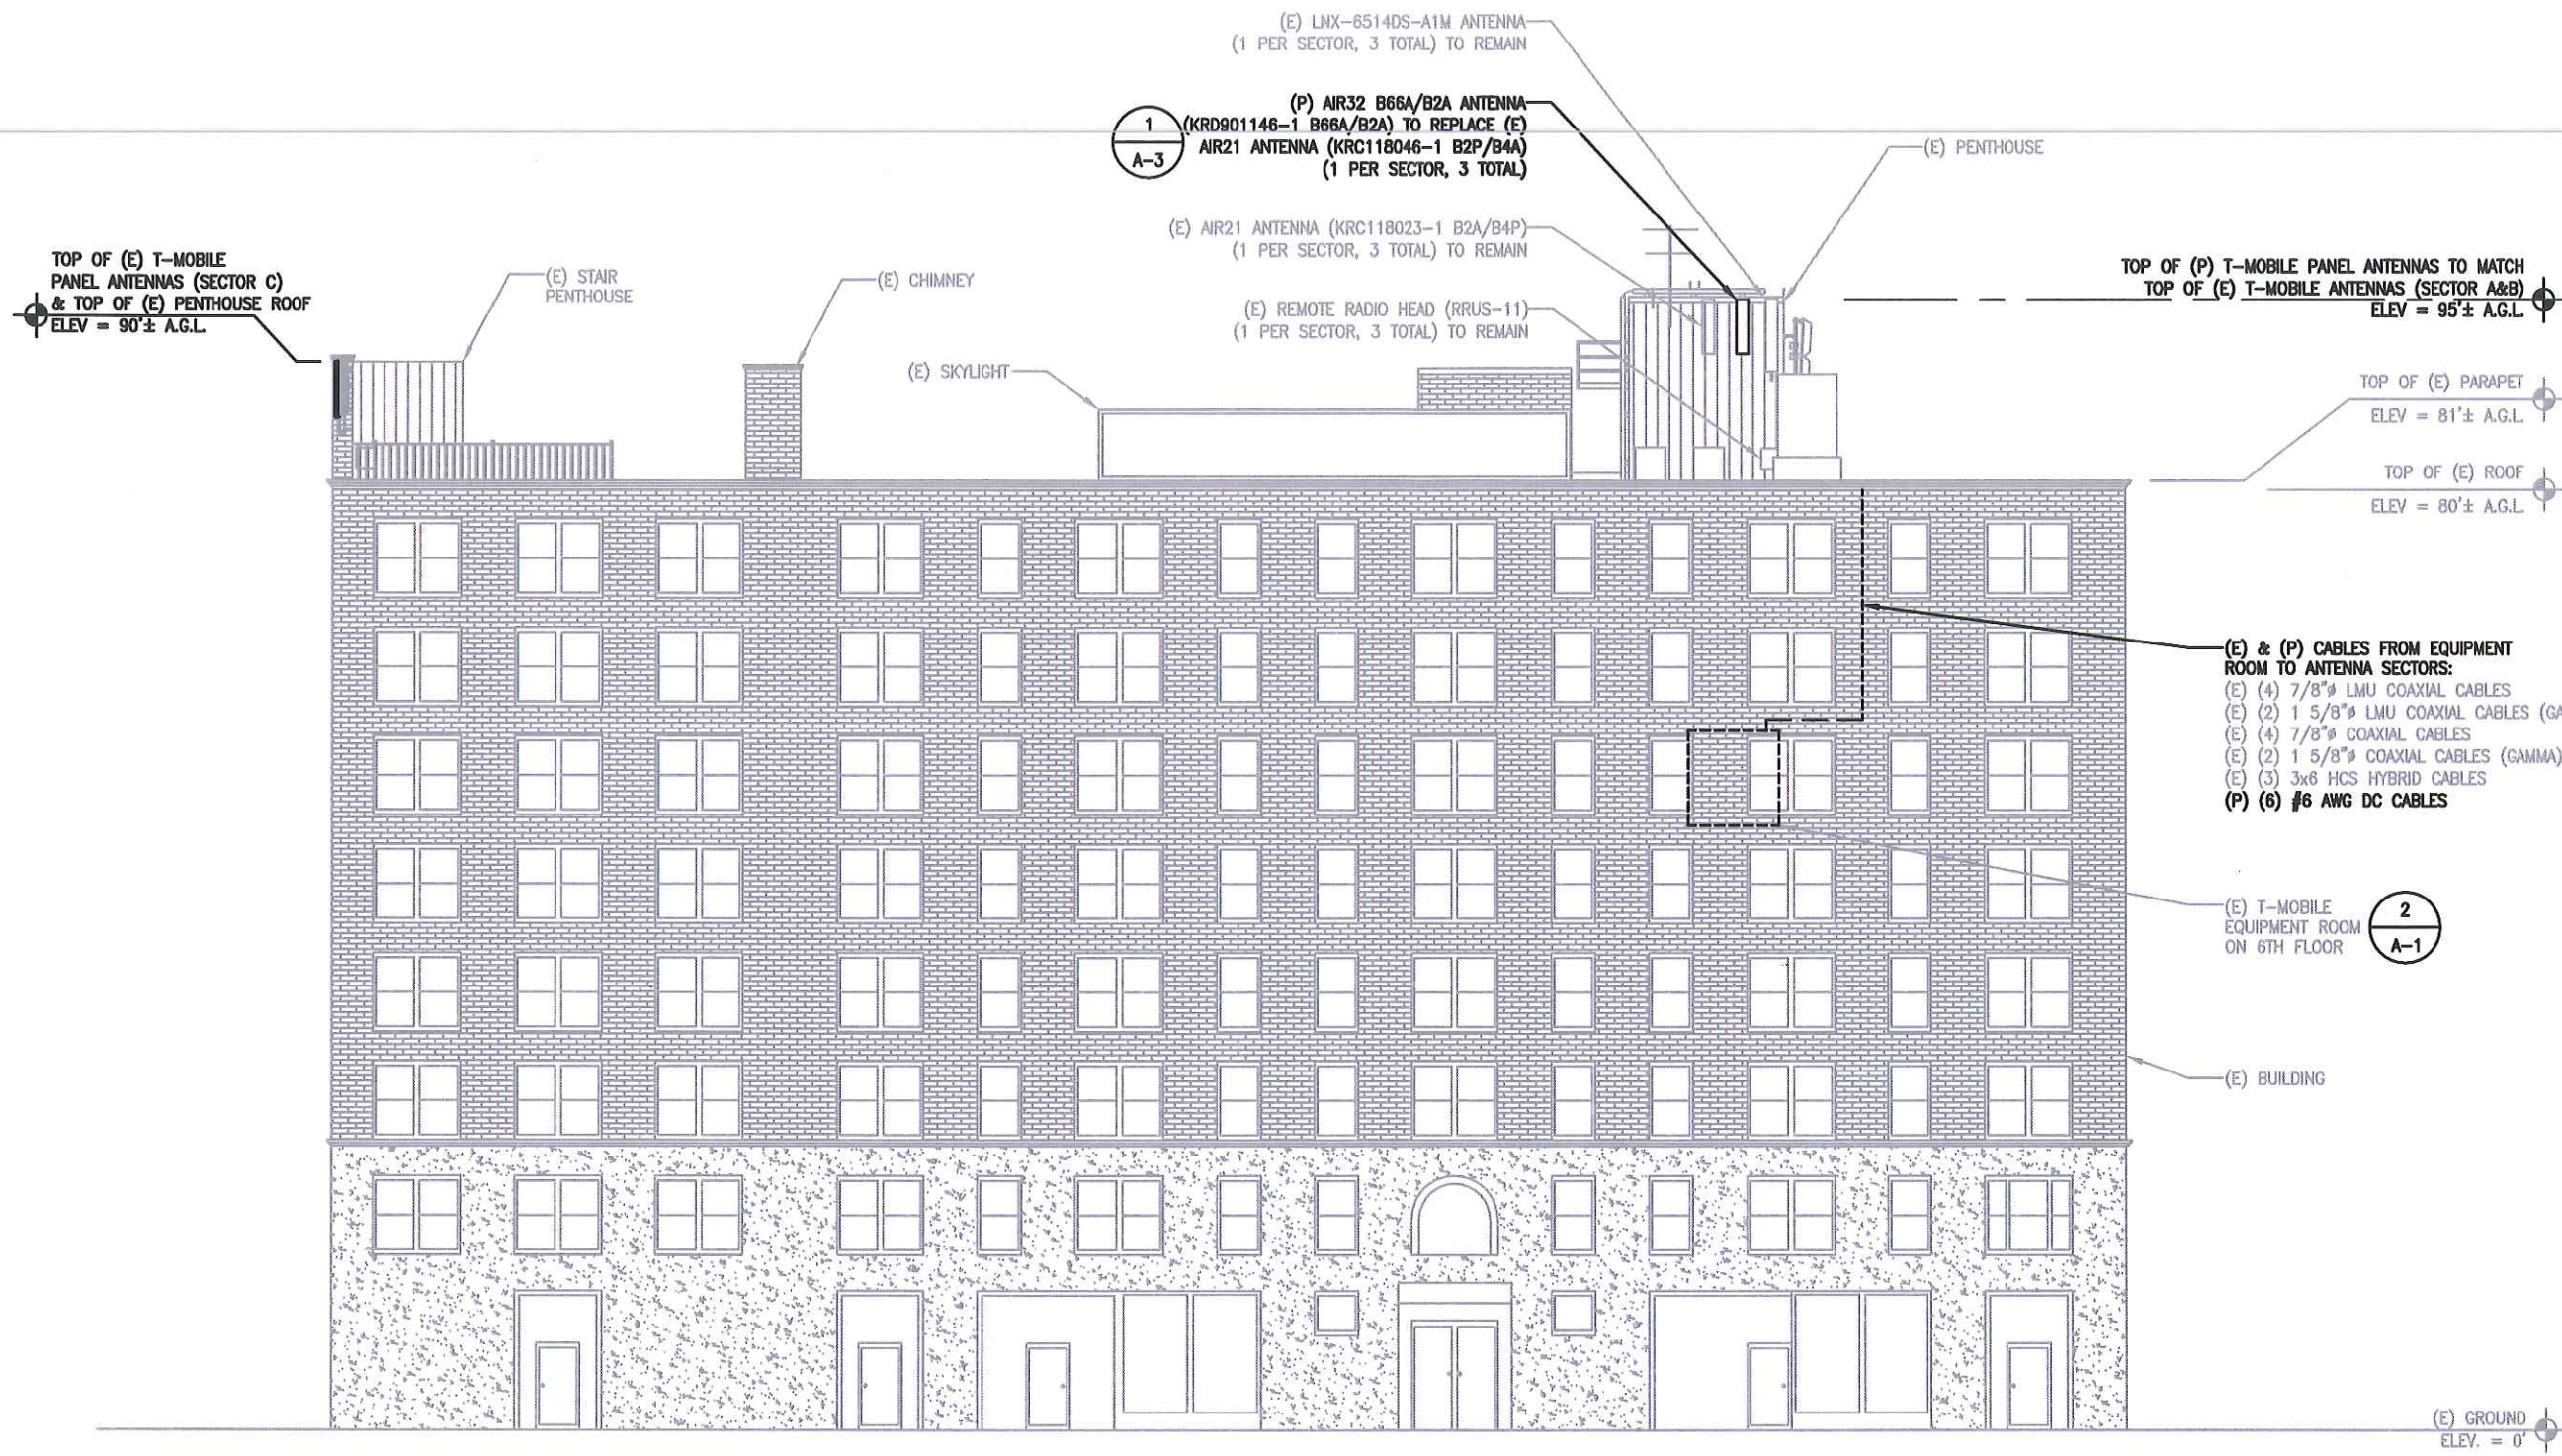 (E) LNX-6514DS-A1M ANTENNA
(1 PER SECTOR, 3 TOTAL) TO REMAIN
(P) AIR32 B66A/B2A ANTENNA
(KRD901146-1 B66A/B2A) TO REPLACE (E)
AIR21 ANTENNA (KRC118046-1 B2P/B4A)
(1 PER SECTOR, 3 TOTAL)
1
A-3
(E) PENTHOUSE
(E) AIR21 ANTENNA (KRC118023-1 B2A/B4P)
(1 PER SECTOR, 3 TOTAL) TO REMAIN
TOP OF (E) T-MOBILE
PANEL ANTENNAS (SECTOR C)
& TOP OF (E) PENTHOUSE ROOF
ELEV = 90'± A.G.L.
(E) STAIR
PENTHOUSE
(E) CHIMNEY
(E) REMOTE RADIO HEAD (RRUS-11)
(1 PER SECTOR, 3 TOTAL) TO REMAIN
TOP OF (P) T-MOBILE PANEL ANTENNAS TO MATCH
TOP OF (E) T-MOBILE ANTENNAS (SECTOR A&B)
ELEV = 95'± A.G.L.
(E) SKYLIGHT
TOP OF (E) PARAPET
ELEV = 81'± A.G.L.
TOP OF (E) ROOF
ELEV = 80'± A.G.L.
(E) & (P) CABLES FROM EQUIPMENT
ROOM TO ANTENNA SECTORS:
(E) (4) 7/8"ø LMU COAXIAL CABLES
(E) (2) 1 5/8"ø LMU COAXIAL CABLES (GA
(E) (4) 7/8"ø COAXIAL CABLES
(E) (2) 1 5/8"ø COAXIAL CABLES (GAMMA)
(E) (3) 3x6 HCS HYBRID CABLES
(P) (6) #6 AWG DC CABLES
(E) T-MOBILE
EQUIPMENT ROOM
ON 6TH FLOOR
2
A-1
(E) BUILDING
(E) GROUND
ELEV. = 0'